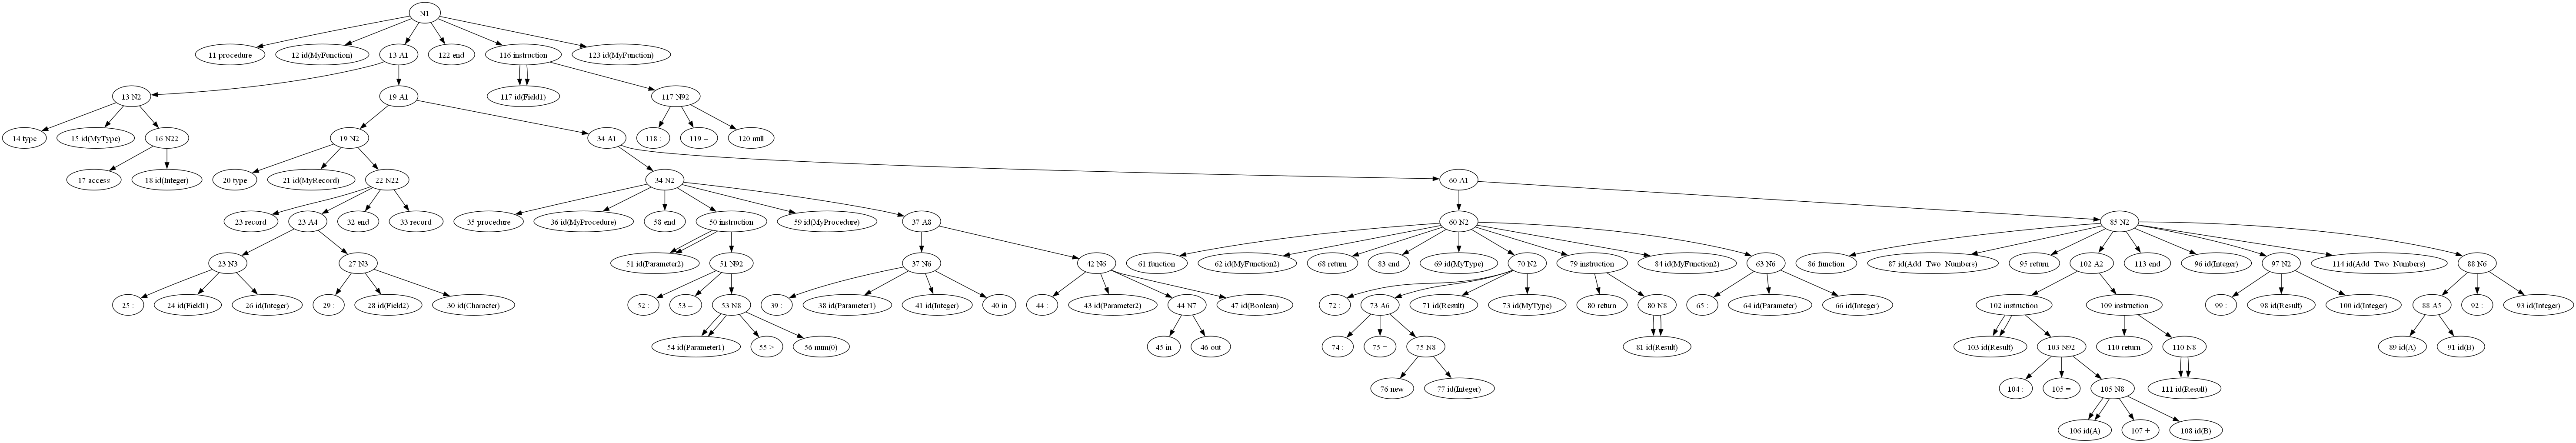 N1
11 procedure
12 id(MyFunction)
13 A1
122 end
116 instruction
123 id(MyFunction)
13 N2
19 A1
117 id(Field1)
117 N92
14 type
15 id(MyType)
16 N22
19 N2
34 A1
118 :
119 =
120 null
17 access
18 id(Integer)
20 type
21 id(MyRecord)
22 N22
34 N2
60 A1
23 record
23 A4
32 end
33 record
35 procedure
36 id(MyProcedure)
58 end
50 instruction
59 id(MyProcedure)
37 A8
60 N2
85 N2
23 N3
27 N3
51 id(Parameter2)
51 N92
37 N6
42 N6
61 function
62 id(MyFunction2)
68 return
83 end
69 id(MyType)
70 N2
79 instruction
84 id(MyFunction2)
63 N6
86 function
87 id(Add_Two_Numbers)
95 return
102 A2
113 end
96 id(Integer)
97 N2
114 id(Add_Two_Numbers)
88 N6
25 :
24 id(Field1)
26 id(Integer)
29 :
28 id(Field2)
30 id(Character)
52 :
53 =
53 N8
39 :
38 id(Parameter1)
41 id(Integer)
40 in
44 :
43 id(Parameter2)
44 N7
47 id(Boolean)
72 :
73 A6
71 id(Result)
73 id(MyType)
80 return
80 N8
65 :
64 id(Parameter)
66 id(Integer)
102 instruction
109 instruction
99 :
98 id(Result)
100 id(Integer)
88 A5
92 :
93 id(Integer)
54 id(Parameter1)
55 >
56 num(0)
45 in
46 out
74 :
75 =
75 N8
81 id(Result)
103 id(Result)
103 N92
110 return
110 N8
89 id(A)
91 id(B)
76 new
77 id(Integer)
104 :
105 =
105 N8
111 id(Result)
106 id(A)
107 +
108 id(B)